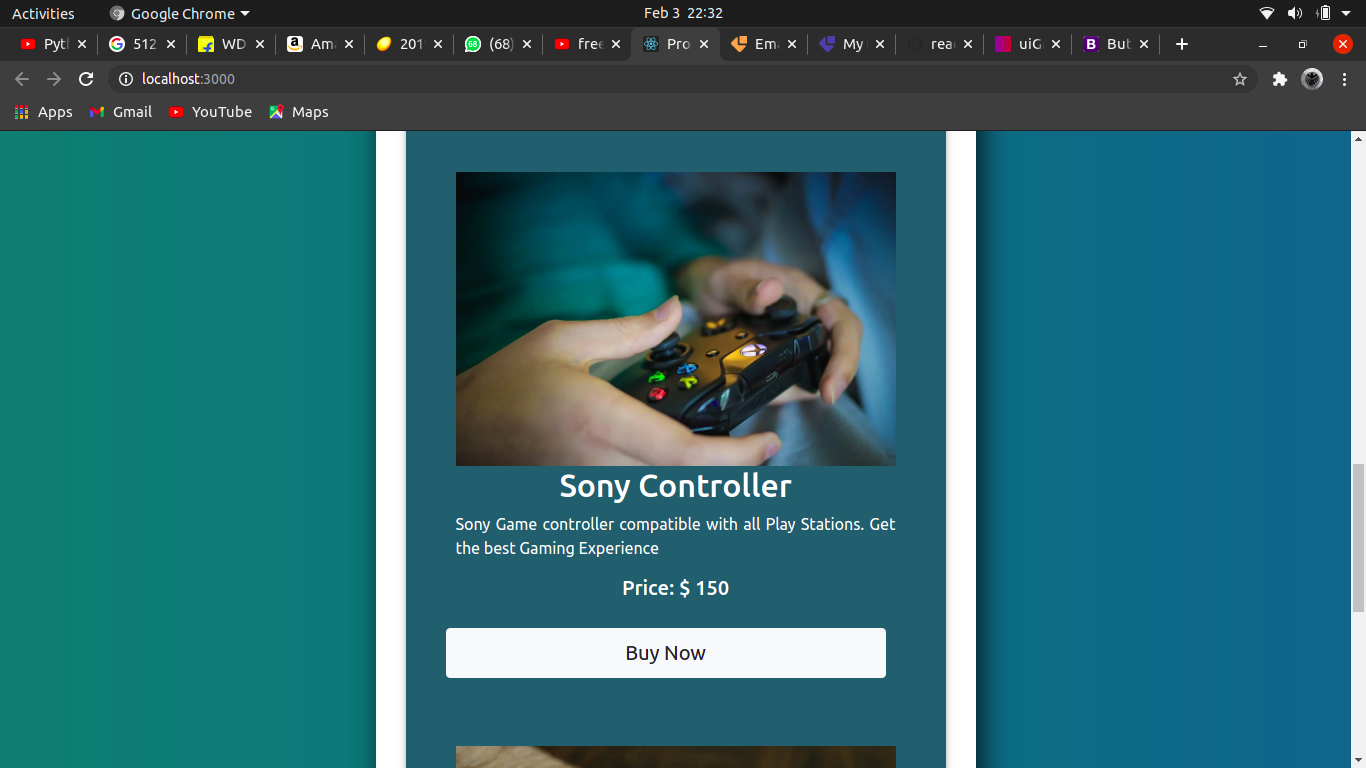 Activities
Google Chrome
Feb 3 22:32
Pyt
512
WD
Am
201
(68)
free
Pro
Em
My
rea
uiG
But
localhost:3000
Apps
Gmail
YouTube
Maps
Sony Controller
Sony Game controller compatible with all Play Stations. Get
the best Gaming Experience
Price: $ 150
Buy Now